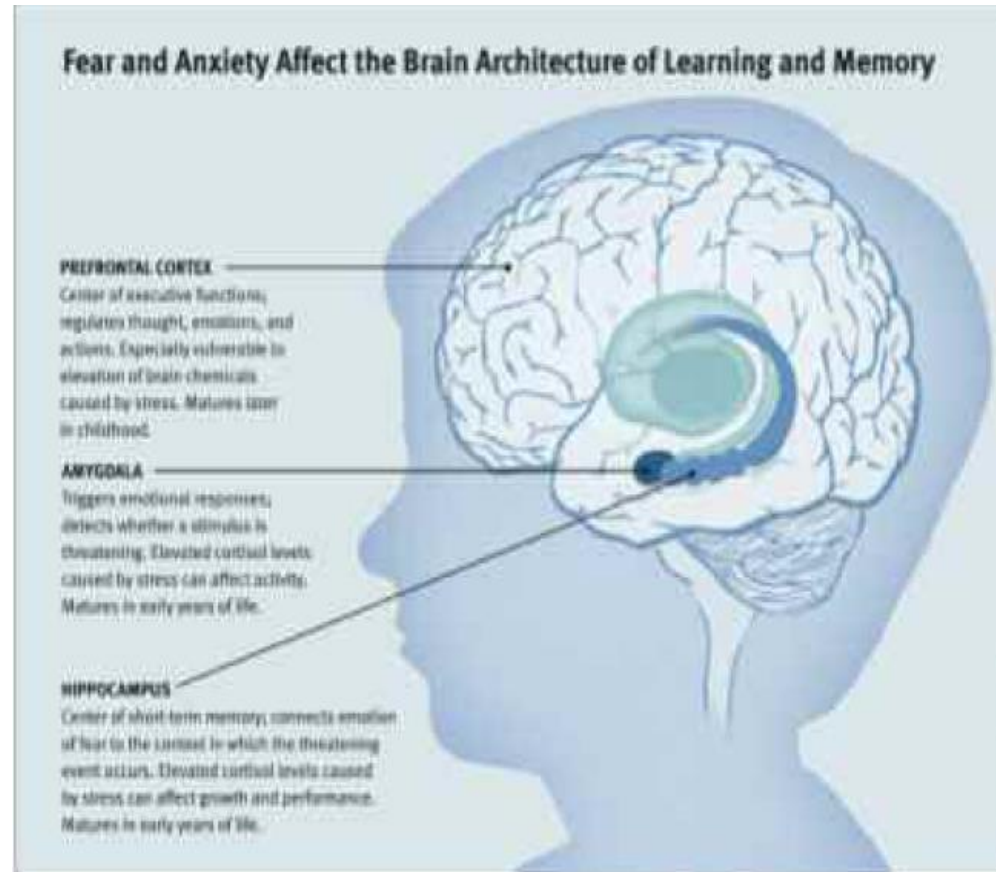 Fear and Anxiety Affect the Brain Architecture of Learning and Memory
PREFRONTAL CORTEX
Center of executive functions;
regulates thought, emotions, and
actions. Especially vulnerable to
elevation of brain chemicals
caused by stress. Matures later
in childhood.
AMYGDALA
Triggers emotional responses;
detects whether a stimulus is
threatening. Elevated cortisol levels
caused by stress can affect activity.
Matures in early years of life.
HIPPOCAMPUS
Center of short-term memory; connects emotion
of fear to the context in which the threatening
event occurs. Elevated cortisol levels caused
by stress can affect growth and performance.
Matures in early years of life.